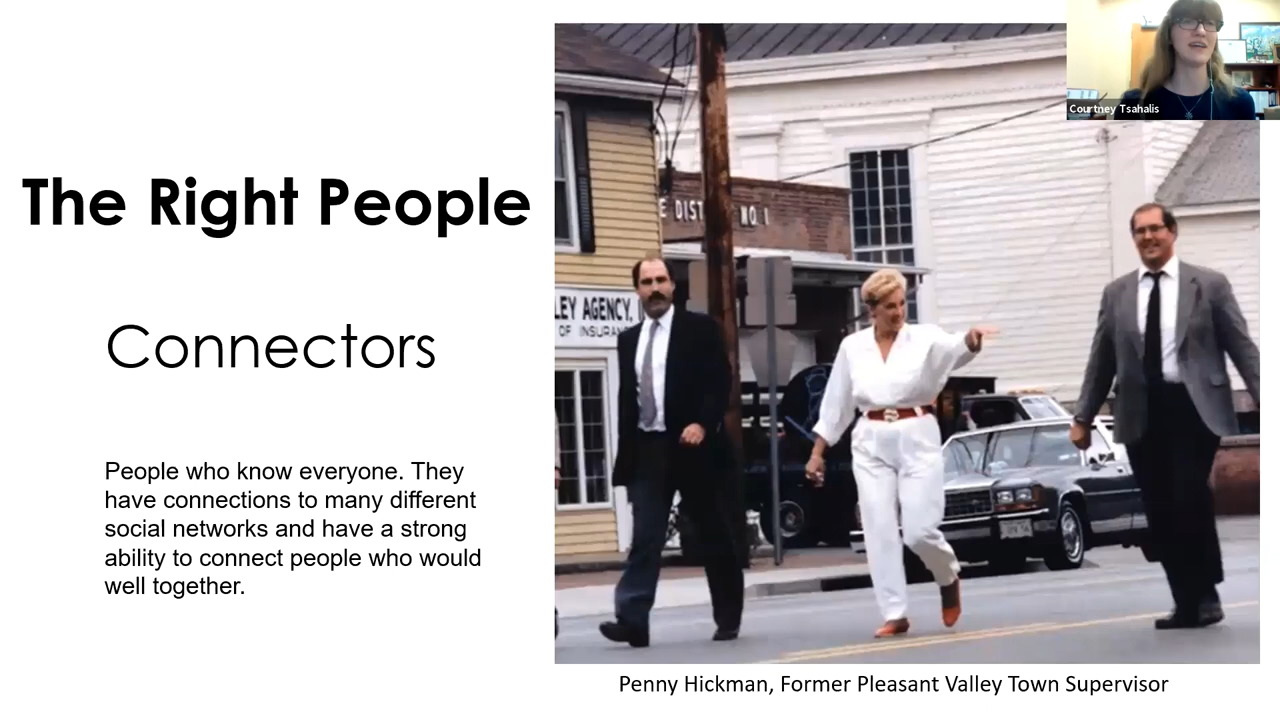 Courtney Tsahalis
The Right People
Connectors
People who know everyone. They
have connections to many different
social networks and have a strong
ability to connect people who would
well together.
E DIST NO. 1
LEY AGENCY,
OF INSURAN
Penny Hickman, Former Pleasant Valley Town Supervisor